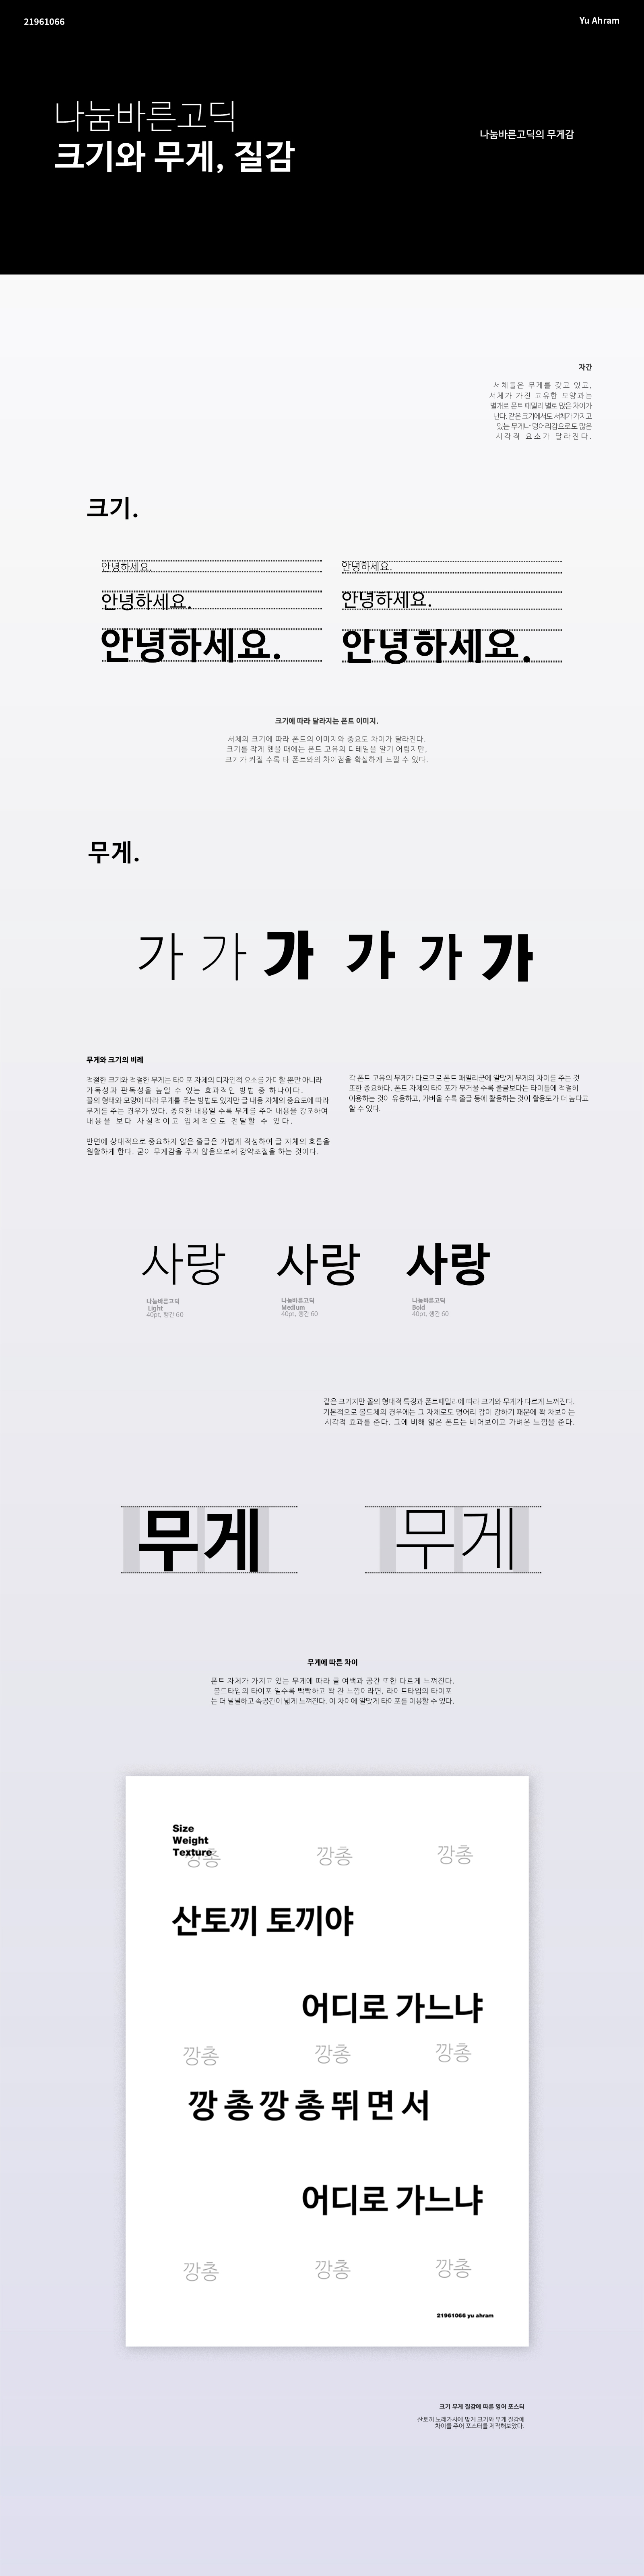 21961066
Yu Ahram
나눔바른고딕
크기와 무게, 질감
나눔바른고딕의 무게감
자간
서체들은 무게를 갖고 있고,
서체가 가진 고유한 모양과는
별개로 폰트 패밀리 별로 많은 차이가
난다. 같은 크기에서도 서체가 가지고
있는 무게나 덩어리감으로도 많은
시각적 요소가 달라진다.
크기.
안녕하세요.
안녕하세요.
안녕하세요.
안녕하세요.
안녕하세요.
안녕하세요.
크기에 따라 달라지는 폰트 이미지.
서체의 크기에 따라 폰트의 이미지와 중요도 차이가 달라진다.
크기를 작게 했을 때에는 폰트 고유의 디테일을 알기 어렵지만,
크기가 커질 수록 타 폰트와의 차이점을 확실하게 느낄 수 있다.
무게.
가 가 가 가 가 가
무게와 크기의 비례
적절한 크기와 적절한 무게는 타이포 자체의 디자인적 요소를 가미할 뿐만 아니라
가독성과 판독성을 높일 수 있는 효과적인 방법 중 하나이다.
꼴의 형태와 모양에 따라 무게를 주는 방법도 있지만 글 내용 자체의 중요도에 따라
무게를 주는 경우가 있다. 중요한 내용일 수록 무게를 주어 내용을 강조하여
내용을 보다 사실적이고 입체적으로 전달할 수 있다.
반면에 상대적으로 중요하지 않은 줄글은 가볍게 작성하여 글 자체의 흐름을
원활하게 한다. 굳이 무게감을 주지 않음으로써 강약조절을 하는 것이다.
각 폰트 고유의 무게가 다르므로 폰트 패밀리군에 알맞게 무게의 차이를 주는 것
또한 중요하다. 폰트 자체의 타이포가 무거울 수록 줄글보다는 타이틀에 적절히
이용하는 것이 유용하고, 가벼울 수록 줄글 등에 활용하는 것이 활용도가 더 높다고
할 수 있다.
사랑
사랑
사랑
나눔바른고딕
Light
40pt, 행간 60
나눔바른고딕
Medium
40pt, 행간 60
나눔바른고딕
Bold
40pt, 행간 60
같은 크기지만 꼴의 형태적 특징과 폰트패밀리에 따라 크기와 무게가 다르게 느껴진다.
기본적으로 볼드체의 경우에는 그 자체로도 덩어리 감이 강하기 때문에 꽉 차보이는
시각적 효과를 준다. 그에 비해 얇은 폰트는 비어보이고 가벼운 느낌을 준다.
무게
무게
무게에 따른 차이
폰트 자체가 가지고 있는 무게에 따라 글 여백과 공간 또한 다르게 느껴진다.
볼드타입의 타이포 일수록 빽빽하고 꽉 찬 느낌이라면, 라이트타입의 타이포
는 더 널널하고 속공간이 넓게 느껴진다. 이 차이에 알맞게 타이포를 이용할 수 있다.
Size
Weight
Texture
깡총
깡총
깡총
산토끼 토끼야
어디로 가느냐
깡총
깡총
깡총
깡총깡총뛰면서
어디로 가느냐
깡총
깡총
깡총
21961066 yu ahram
크기 무게 질감에 따른 영어 포스터
산토끼 노래가사에 맞게 크기와 무게 질감에
차이를 주어 포스터를 제작해보았다.